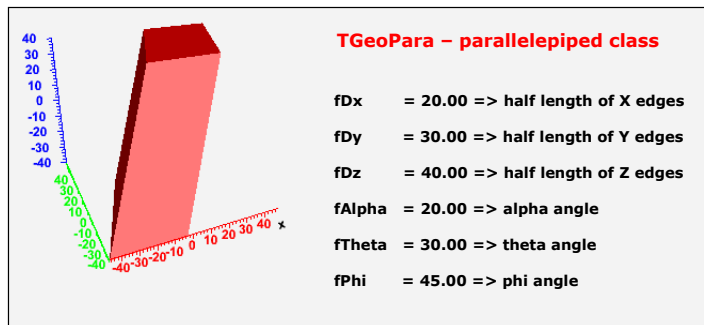 TGeoPara – parallelepiped class
fDx = 20.00 => half length of X edges
fDy = 30.00 => half length of Y edges
fDz = 40.00 => half length of Z edges
fAlpha = 20.00 => alpha angle
fTheta = 30.00 => theta angle
fPhi = 45.00 => phi angle
40
30
20
10
0
-10
-20
-30
-40
40
30
20
10
0
-10
-20
-30
-40
-40 -30 -20 -10 0 10 20 30 40 x